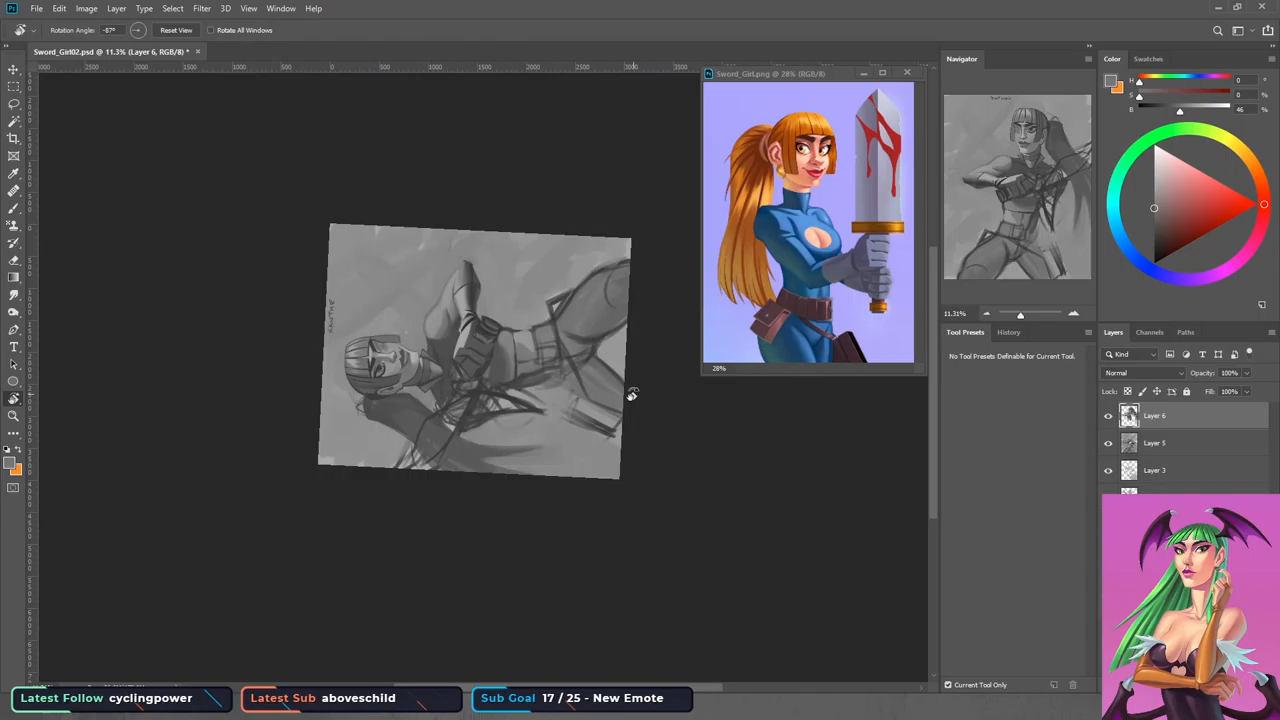 File Edit Image Layer Type Select Filter 3D View Window Help
Rotation Angle: -87° Reset View Rotate All Windows
Sword_Girl02.psd @ 11.3% (Layer 6, RGB/8) *
Sword_Girl.png @ 28% (RGB/8)
28%
Navigator
11.31%
Tool Presets History
No Tool Presets Definable for Current Tool.
Current Tool Only
Color Swatches
H 0 °
S 0 %
B 46 %
Layers Channels Paths
Kind
Normal Opacity: 100%
Lock: Fill: 100%
Layer 6
Layer 5
Layer 3
Latest Follow cyclingpower
Latest Sub aboveschild
Sub Goal 17 / 25 - New Emote